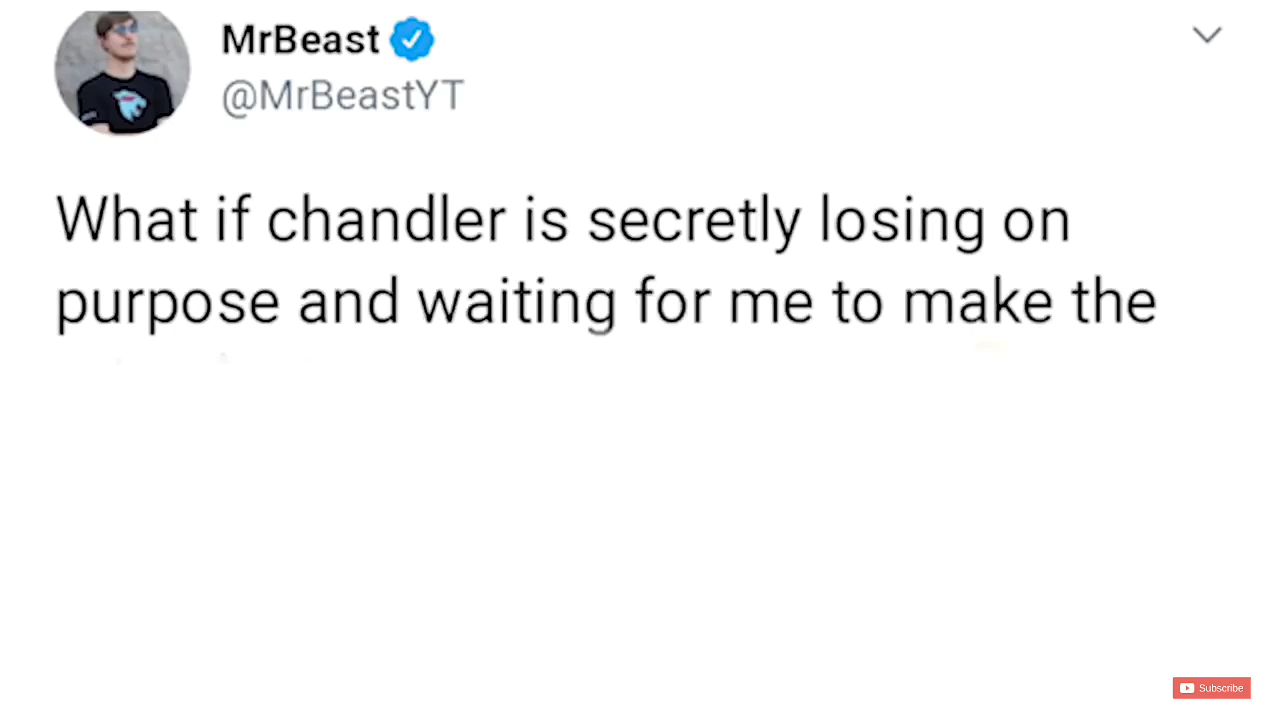 MrBeast
@MrBeastYT
What if chandler is secretly losing on
purpose and waiting for me to make the
Subscribe